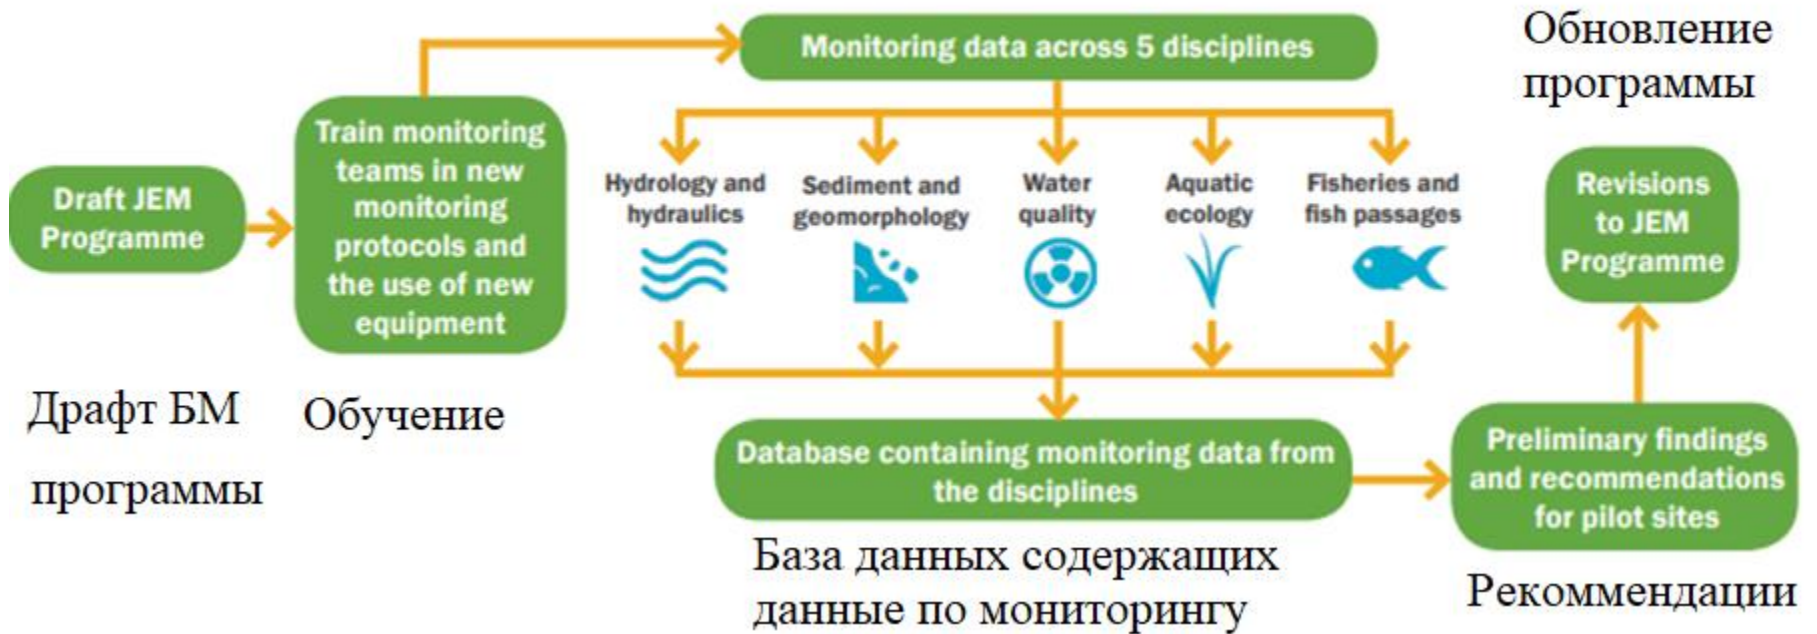 Draft JEM
Programme
Драфт БМ
программы
Train monitoring
teams in new
monitoring
protocols and
the use of new
equipment
Обучение
Monitoring data across 5 disciplines
Hydrology and
hydraulics
Sediment and
geomorphology
Water
quality
Aquatic
ecology
Fisheries and
fish passages
Database containing monitoring data from
the disciplines
База данных содержащих
данные по мониторингу
Preliminary findings
and recommendations
for pilot sites
Рекоммендации
Обновление
программы
Revisions
to JEM
Programme